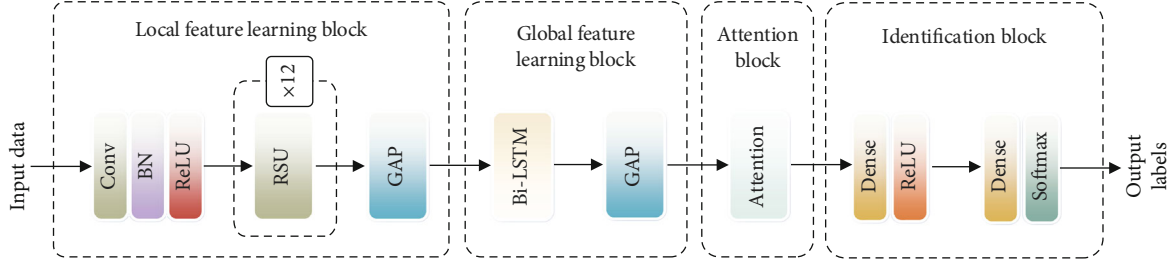 Local feature learning block
Global feature
learning block
Attention
block
Identification block
×12
Input data
Conv
BN
ReLU
RSU
GAP
Bi-LSTM
GAP
Attention
Dense
ReLU
Dense
Softmax
Output
labels